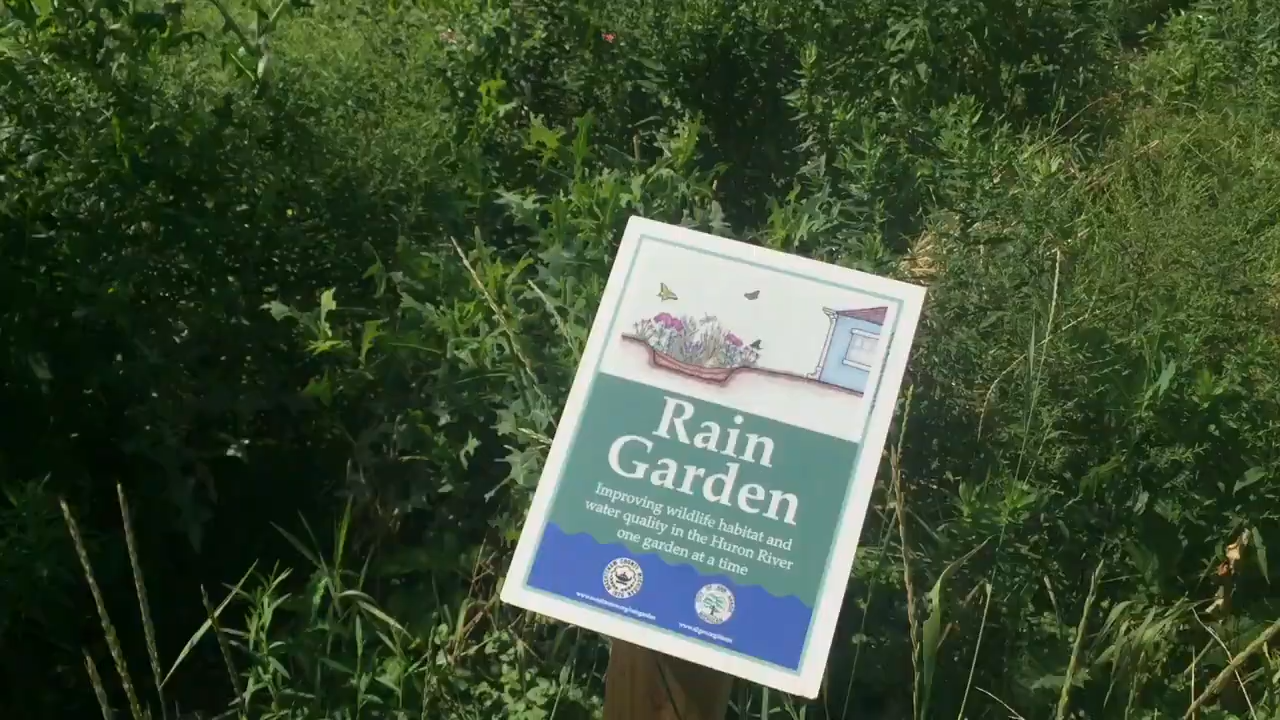 Rain
Garden
Improving wildlife habitat and
water quality in the Huron River
one garden at a time